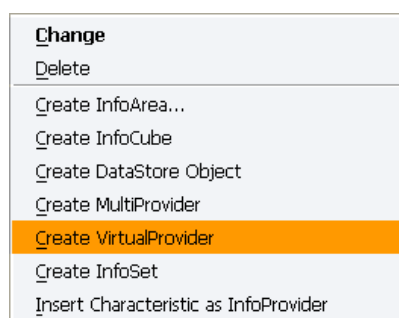 Change
Delete
Create InfoArea...
Create InfoCube
Create DataStore Object
Create MultiProvider
Create VirtualProvider
Create InfoSet
Insert Characteristic as InfoProvider